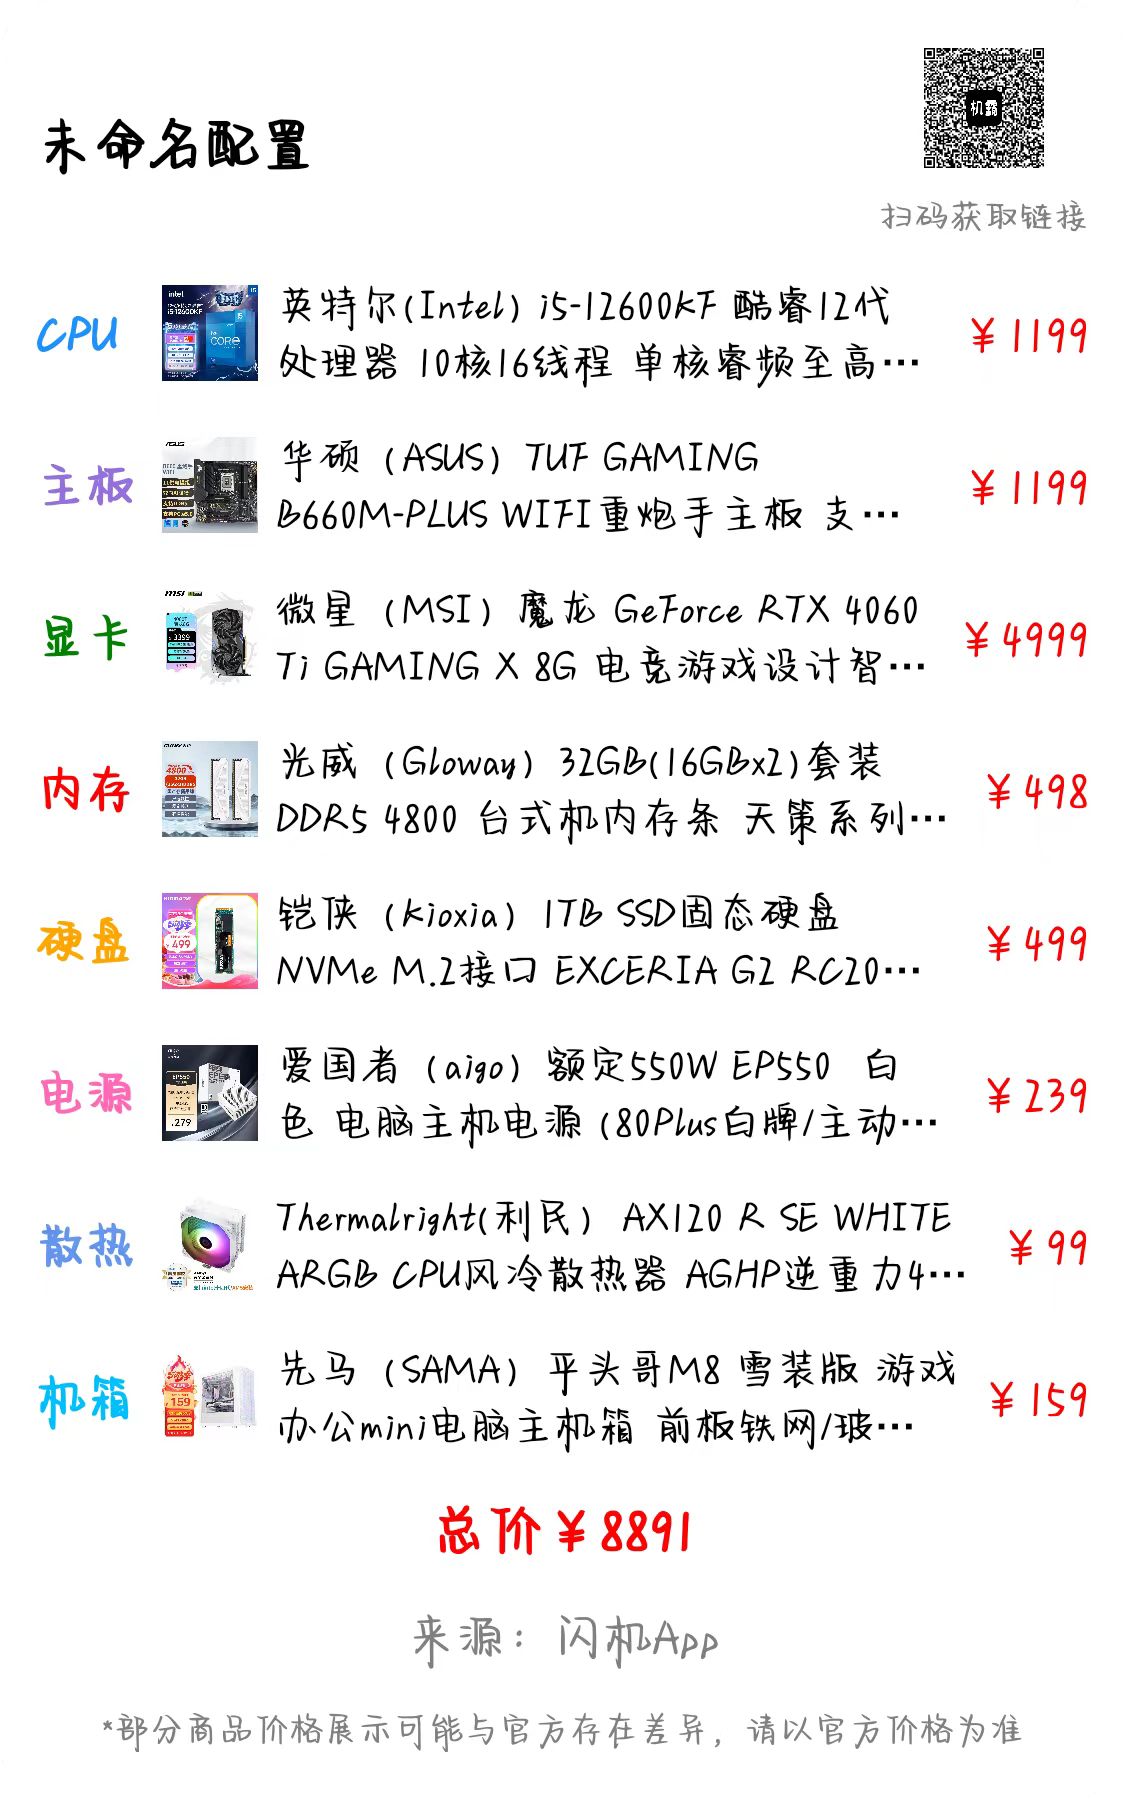 机霸
未命名配置
扫码获取链接
CPU
英特尔(Intel) i5-12600KF 酷睿12代
处理器 10核16线程 单核睿频至高…
¥1199
主板
华硕（ASUS）TUF GAMING
B660M-PLUS WIFI重炮手主板 支…
¥1199
显卡
微星（MSI）魔龙 GeForce RTX 4060
Ti GAMING X 8G 电竞游戏设计智…
¥4999
内存
光威（Gloway）32GB(16GBx2)套装
DDR5 4800 台式机内存条 天策系列…
¥498
硬盘
铠侠（Kioxia）1TB SSD固态硬盘
NVMe M.2接口 EXCERIA G2 RC20…
¥499
电源
爱国者（aigo）额定550W EP550 白
色 电脑主机电源 (80Plus白牌/主动…
¥239
散热
Thermalright(利民） AX120 R SE WHITE
ARGB CPU风冷散热器 AGHP逆重力4…
¥99
机箱
先马（SAMA）平头哥M8 雪装版 游戏
办公mini电脑主机箱 前板铁网/玻…
¥159
总价¥8891
来源：闪机App
*部分商品价格展示可能与官方存在差异，请以官方价格为准